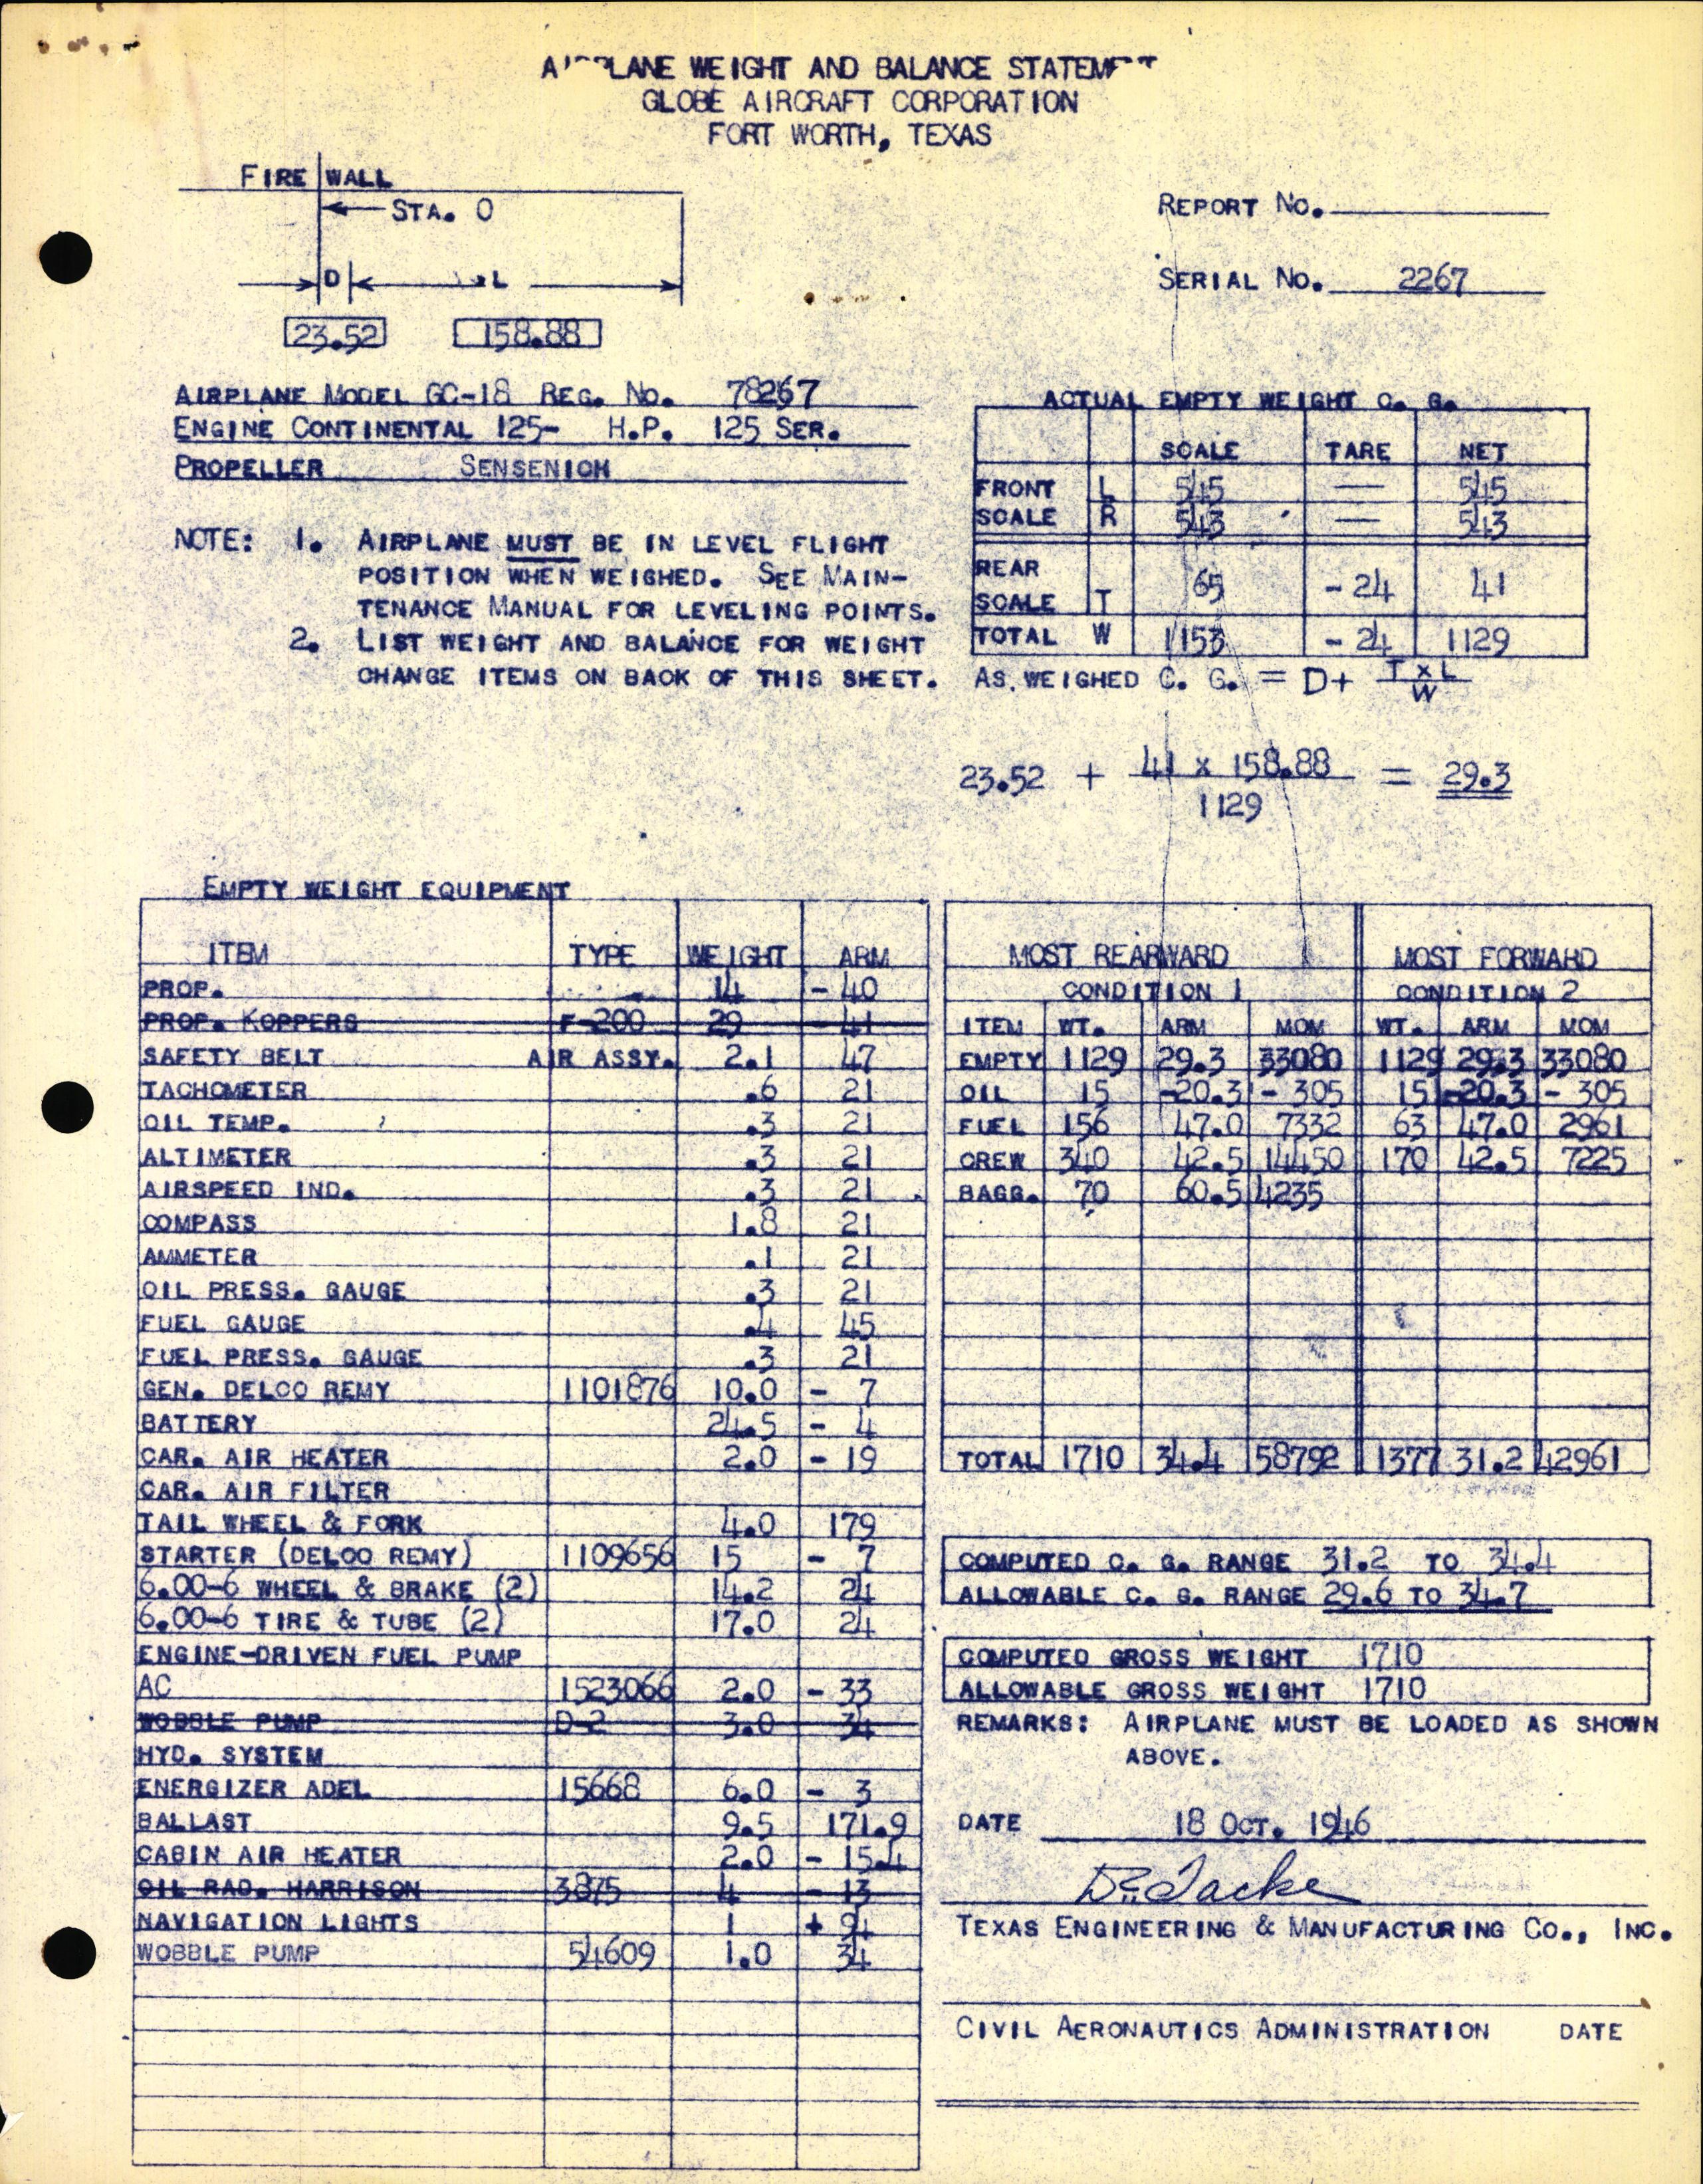 AIRPLANE WEIGHT AND BALANCE STATEMENT
GLOBE AIRCRAFT CORPORATION
FORT WORTH, TEXAS
FIRE WALL
STA. 0
D L
23.52 158.88
REPORT NO.
SERIAL NO. 2267
AIRPLANE MODEL GC-1B REG. NO. 78267
ENGINE CONTINENTAL 125- H.P. 125 SER.
PROPELLER SENSENICH
NOTE: 1. AIRPLANE MUST BE IN LEVEL FLIGHT
POSITION WHEN WEIGHED. SEE MAIN-
TENANCE MANUAL FOR LEVELING POINTS.
2. LIST WEIGHT AND BALANCE FOR WEIGHT
CHANGE ITEMS ON BACK OF THIS SHEET.
ACTUAL EMPTY WEIGHT C. G.
SCALE TARE NET
FRONT L 545 — 545
SCALE R 543 — 543
REAR
SCALE T 65 - 24 41
TOTAL W 1153 - 24 1129
AS WEIGHED C. G. = D+ T x L
W
23.52 + 41 x 158.88 = 29.3
1129
EMPTY WEIGHT EQUIPMENT
ITEM TYPE WEIGHT ARM
PROP. 14 - 40
PROP. KOPPERS F-200 29 - 41
SAFETY BELT AIR ASSY. 2.1 47
TACHOMETER .6 21
OIL TEMP. .3 21
ALTIMETER .3 21
AIRSPEED IND. .3 21
COMPASS 1.8 21
AMMETER .1 21
OIL PRESS. GAUGE .3 21
FUEL GAUGE .4 45
FUEL PRESS. GAUGE .3 21
GEN. DELCO REMY 1101876 10.0 - 7
BATTERY 24.5 - 4
CAR. AIR HEATER 2.0 - 19
CAR. AIR FILTER
TAIL WHEEL & FORK 4.0 179
STARTER (DELCO REMY) 1109656 15 - 7
6.00-6 WHEEL & BRAKE (2) 14.2 24
6.00-6 TIRE & TUBE (2) 17.0 24
ENGINE-DRIVEN FUEL PUMP
AC 1523066 2.0 - 33
WOBBLE PUMP D-2 3.0 34
HYD. SYSTEM
ENERGIZER ADEL 15668 6.0 - 3
BALLAST 9.5 171.9
CABIN AIR HEATER 2.0 - 15.4
OIL RAD. HARRISON 3875 4 - 13
NAVIGATION LIGHTS 1 + 94
WOBBLE PUMP 54609 1.0 34
MOST REARWARD MOST FORWARD
CONDITION 1 CONDITION 2
ITEM WT. ARM MOM WT. ARM MOM
EMPTY 1129 29.3 33080 1129 29.3 33080
OIL 15 -20.3 - 305 15 -20.3 - 305
FUEL 156 47.0 7332 63 47.0 2961
CREW 340 42.5 14450 170 42.5 7225
BAGG. 70 60.5 4235
TOTAL 1710 34.4 58792 1377 31.2 42961
COMPUTED C. G. RANGE 31.2 TO 34.4
ALLOWABLE C. G. RANGE 29.6 TO 34.7
COMPUTED GROSS WEIGHT 1710
ALLOWABLE GROSS WEIGHT 1710
REMARKS: AIRPLANE MUST BE LOADED AS SHOWN
ABOVE.
DATE 18 OCT. 1946
TEXAS ENGINEERING & MANUFACTURING CO., INC.
CIVIL AERONAUTICS ADMINISTRATION DATE